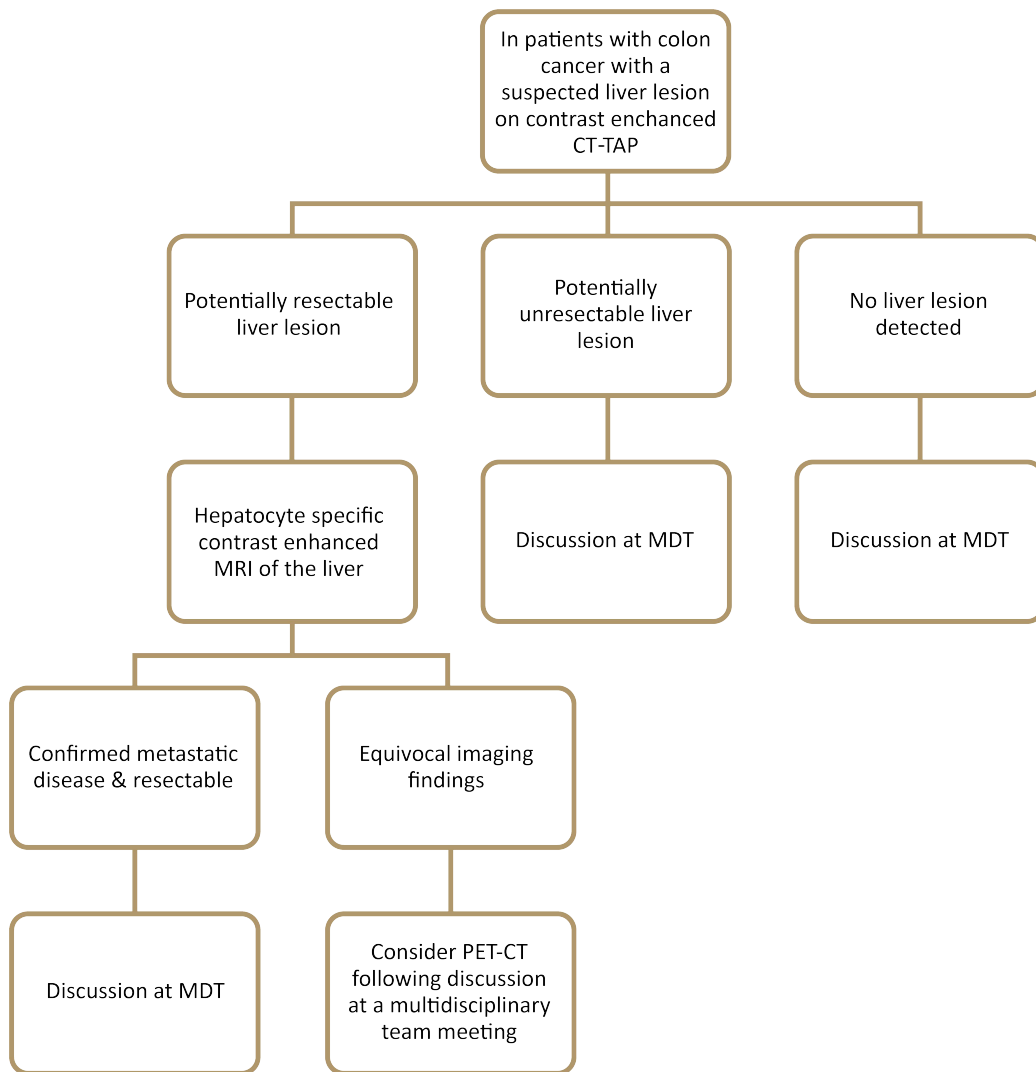 In patients with colon
cancer with a
suspected liver lesion
on contrast enchanced
CT-TAP
Potentially resectable
liver lesion
Potentially
unresectable liver
lesion
No liver lesion
detected
Hepatocyte specific
contrast enhanced
MRI of the liver
Discussion at MDT
Discussion at MDT
Confirmed metastatic
disease & resectable
Equivocal imaging
findings
Discussion at MDT
Consider PET-CT
following discussion
at a multidisciplinary
team meeting